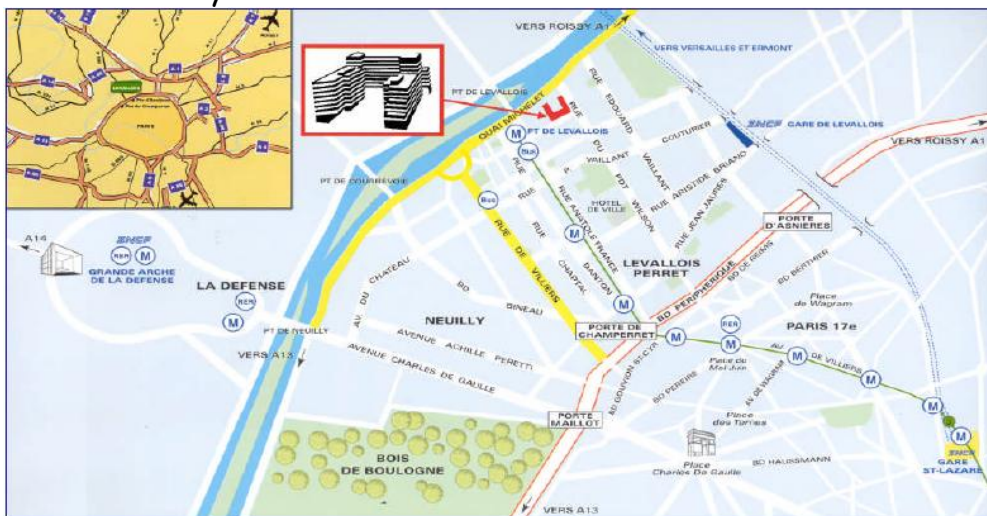 VERS ROISSY A1
VERS VERSAILLES ET ERMONT
PT DE LEVALLOIS
QUAI MICHELET
M
PT DE LEVALLOIS
Bus
RUE EDOUARD VAILLANT
COUTURIER
SNCF GARE DE LEVALLOIS
VERS ROISSY A1
P. VAILLANT
RUE DU PDT WILSON
RUE ARISTIDE BRIAND
RUE JEAN JAURES
HOTEL
DE VILLE
PARIS
PT DE COURBEVOIE
Bus
RUE
RUE ANATOLE FRANCE
M
RUE DANTON
RUE CHAPTAL
RUE DE VILLIERS
PORTE
D'ASNIERES
LEVALLOIS
PERRET
BD DE REIMS
BD BERTHIER
A14
SNCF
RER
M
GRANDE ARCHE
DE LA DEFENSE
LA DEFENSE
RER
M
AV. DU CHATEAU
BD BINEAU
M
BD PERIPHERIQUE
Place
de Wagram
PT DE NEUILLY
NEUILLY
PORTE DE
CHAMPERRET
RER
PARIS 17e
VERS A13
AVENUE ACHILLE PERETTI
AVENUE CHARLES DE GAULLE
M
M
AV. DE VILLIERS
M
M
M
BD GOUVION ST-CYR
BD PEREIRE
Place du
Mal Juin
AV. DE WAGRAM
PORTE
MAILLOT
Place
des Ternes
M
BOIS
DE BOULOGNE
Place
Charles De Gaulle
BD HAUSSMANN
SNCF
GARE
ST-LAZARE
VERS A13